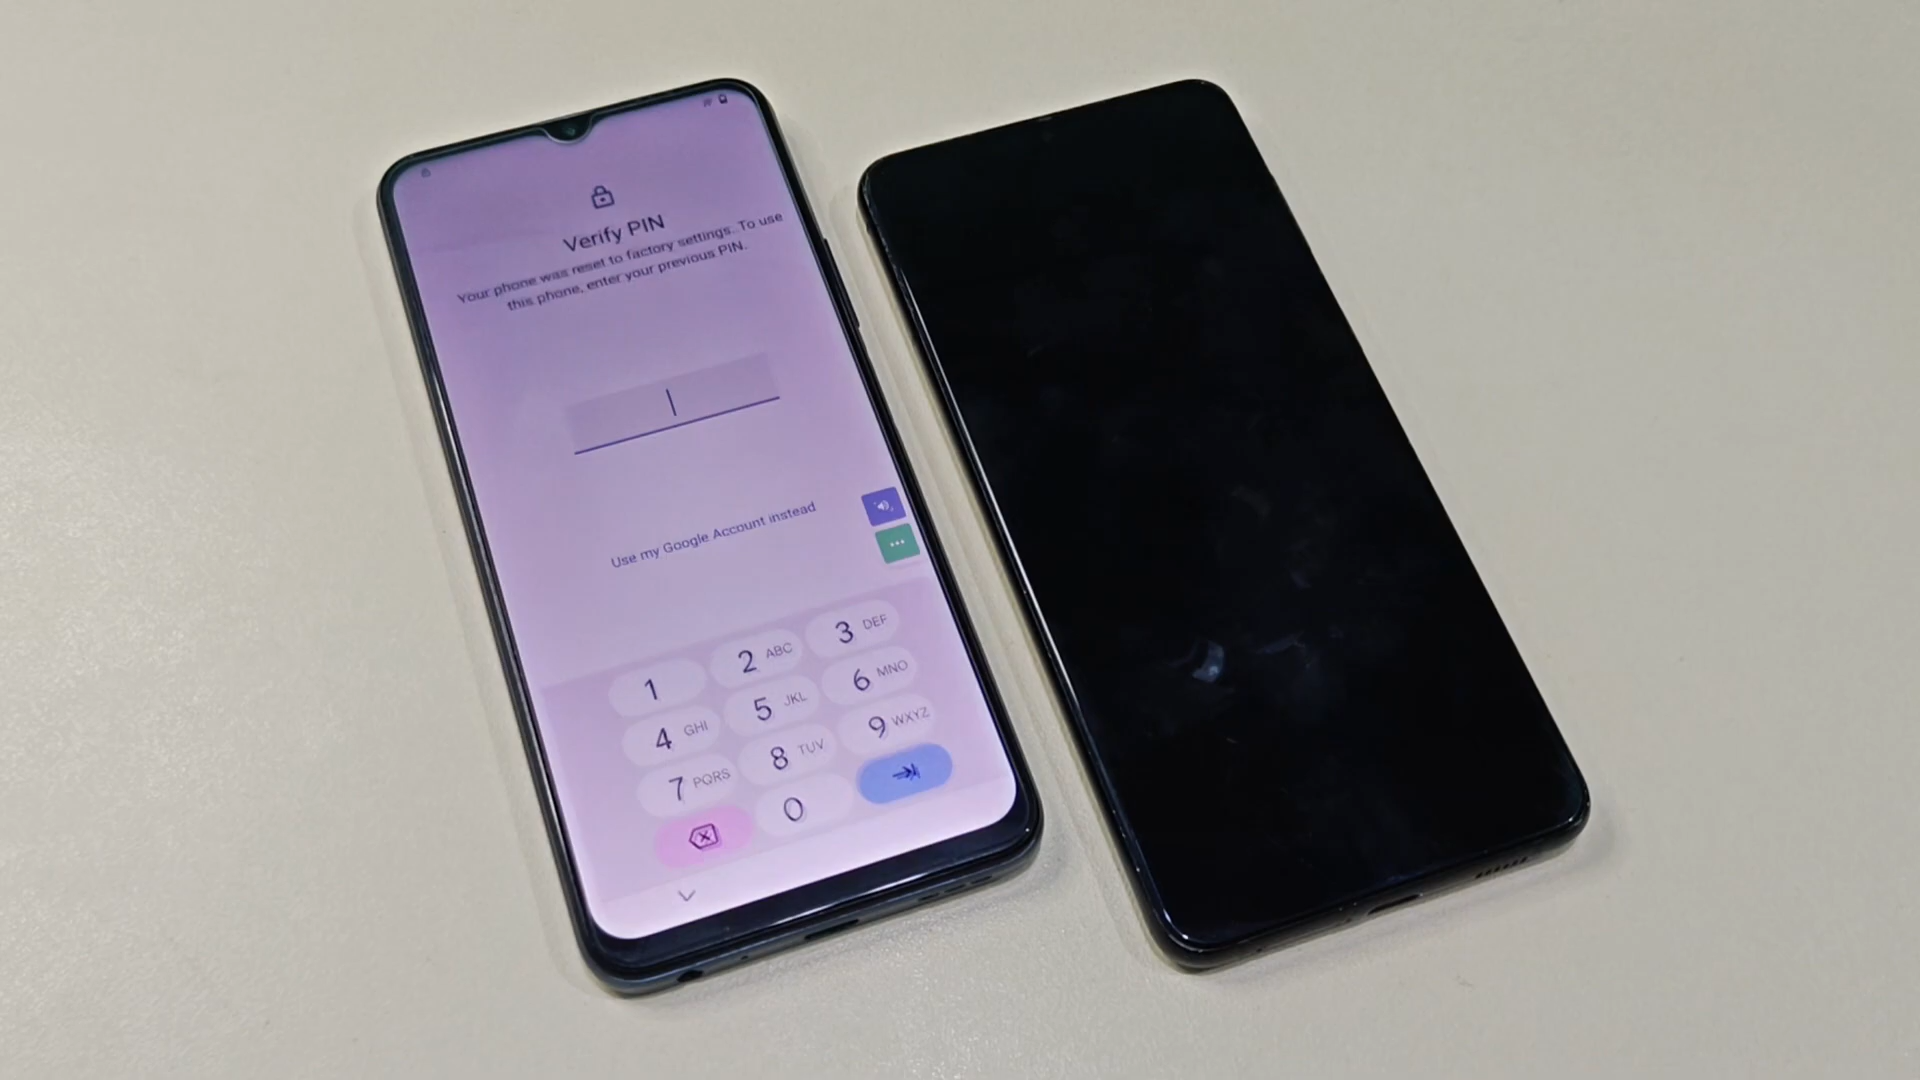 Verify PIN
Your phone was reset to factory settings. To use
this phone, enter your previous PIN.
Use my Google Account instead
1
2 ABC
3 DEF
4 GHI
5 JKL
6 MNO
7 PQRS
8 TUV
9 WXYZ
0